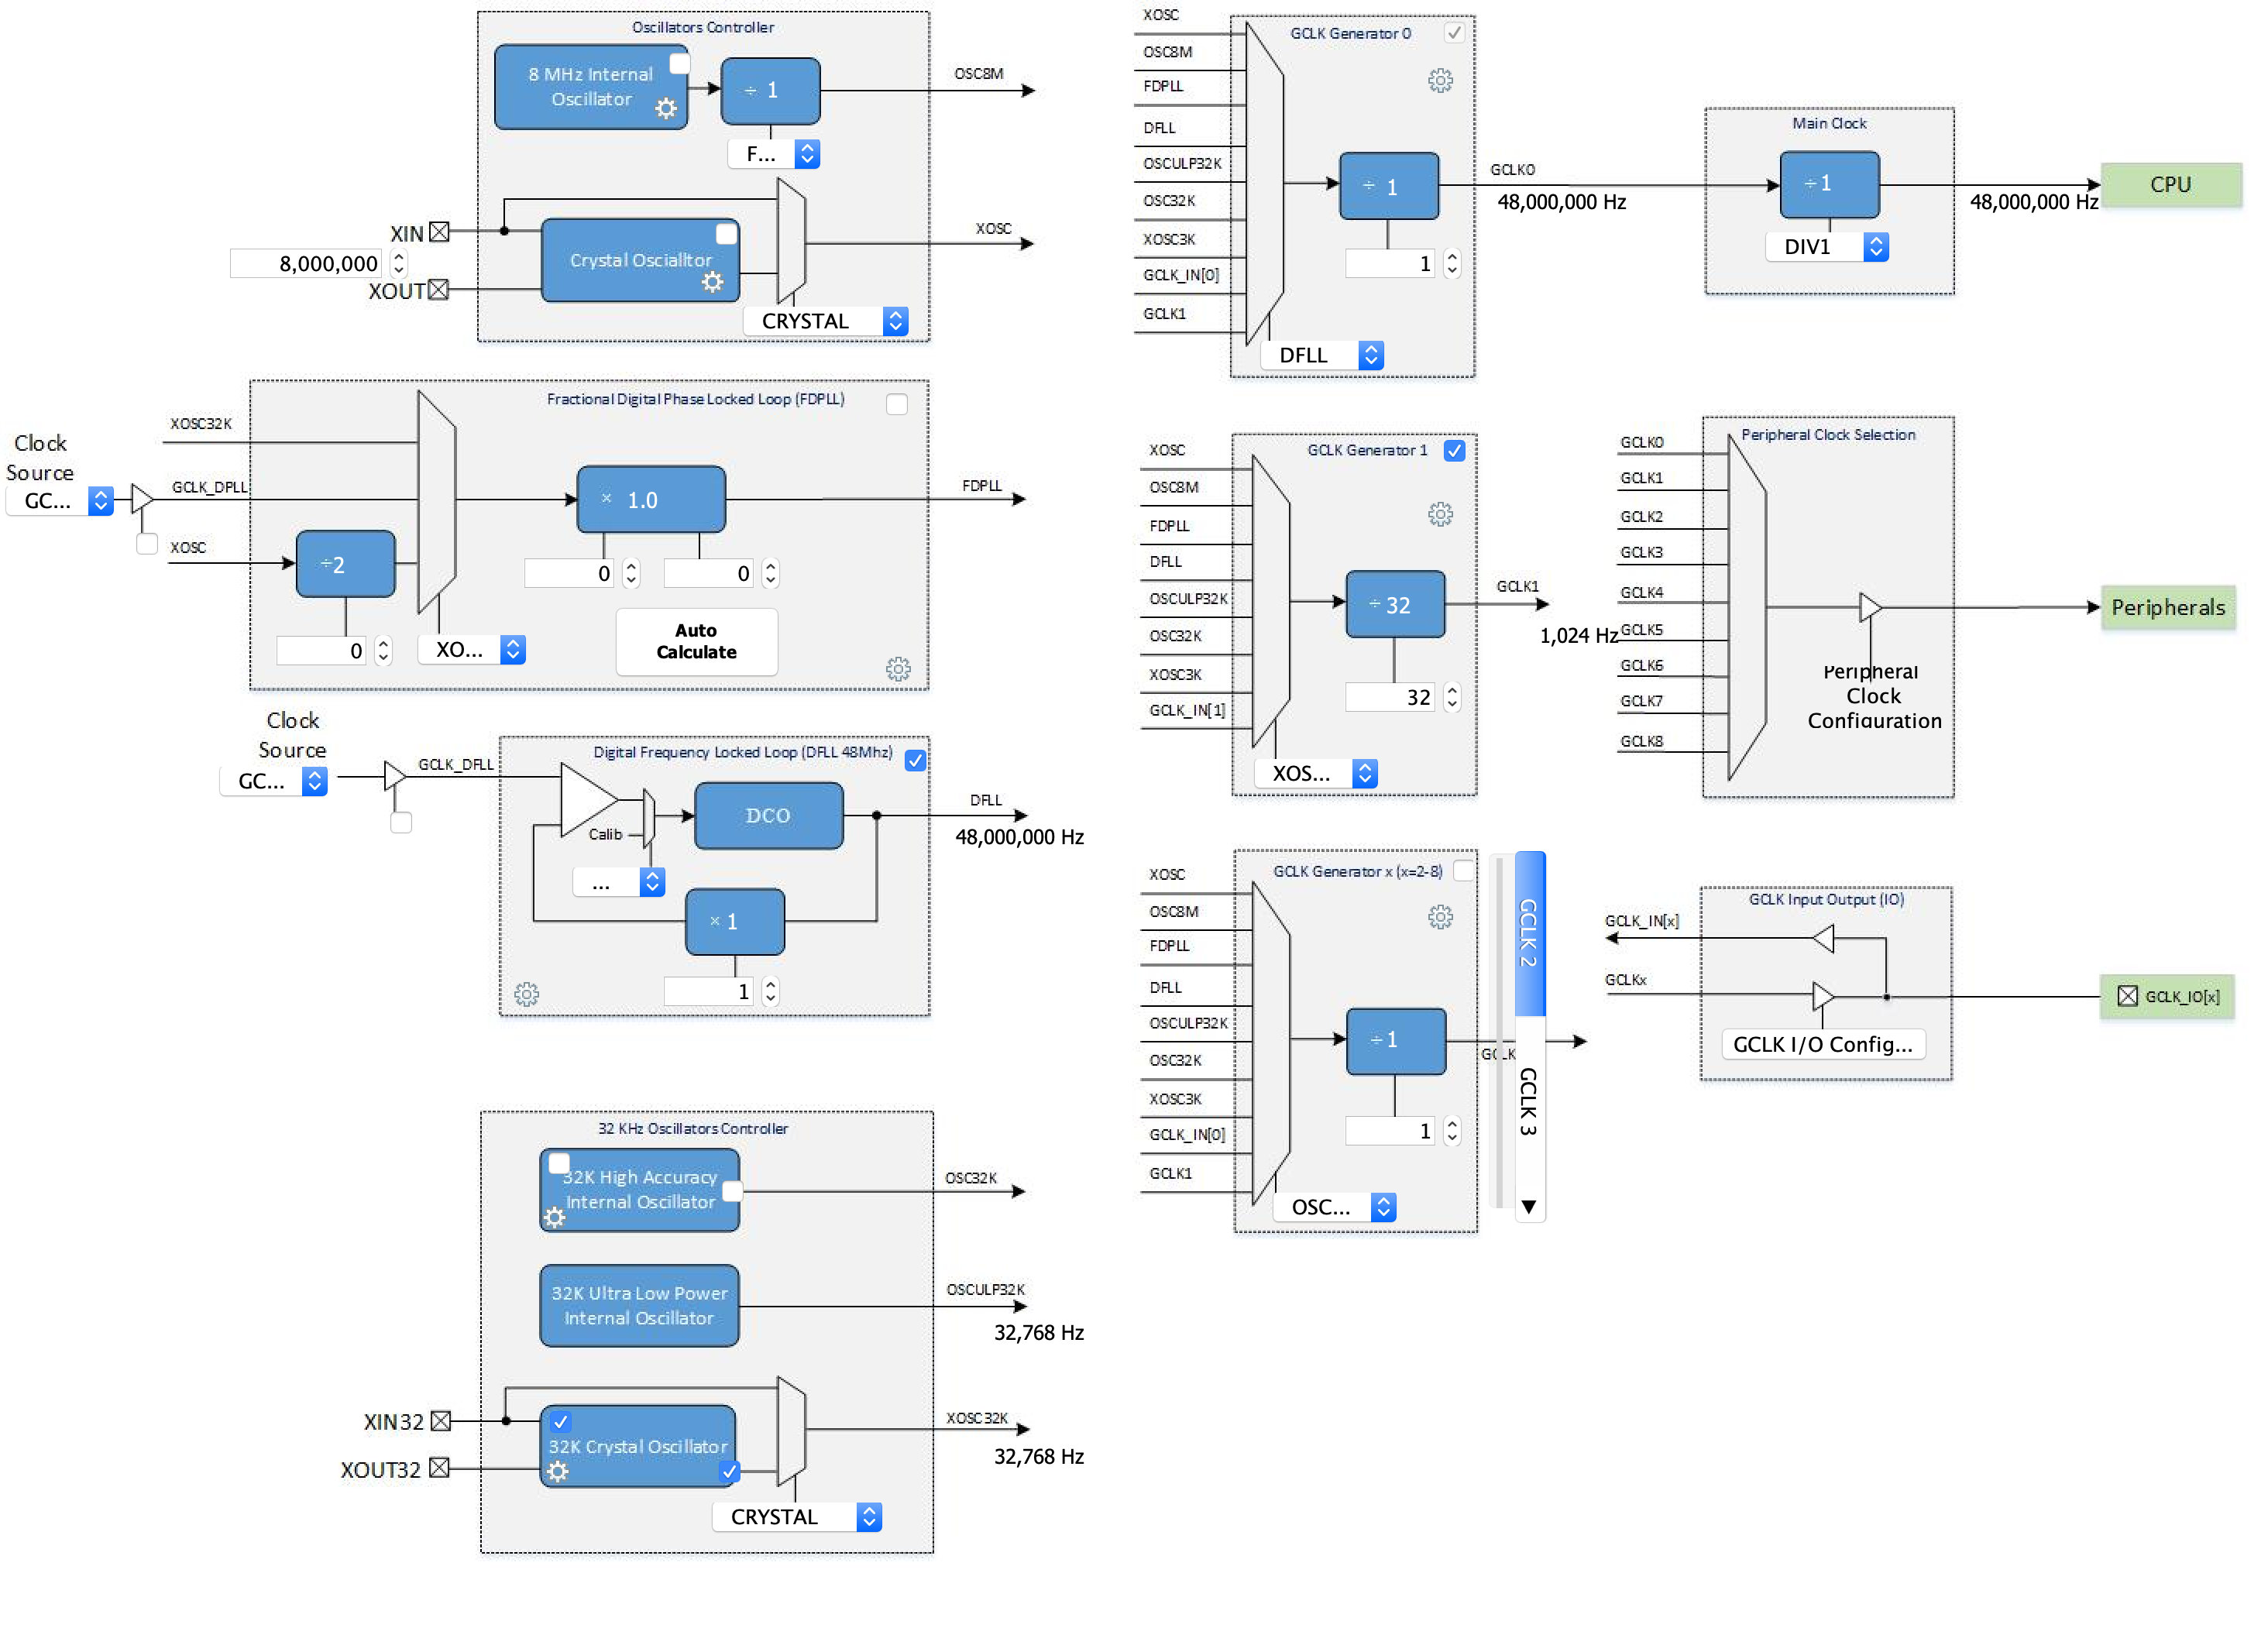 Oscillators Controller
8 MHz Internal
Oscillator
÷ 1
F...
OSC8M
XIN
8,000,000
XOUT
Crystal Oscialltor
XOSC
CRYSTAL
Fractional Digital Phase Locked Loop (FDPLL)
XOSC32K
Clock
Source
GC...
GCLK_DPLL
XOSC
÷2
0
XO...
× 1.0
0
0
Auto
Calculate
FDPLL
Clock
Source
GC...
GCLK_DFLL
Digital Frequency Locked Loop (DFLL 48Mhz)
Calib
...
DCO
× 1
1
DFLL
48,000,000 Hz
32 KHz Oscillators Controller
32K High Accuracy
Internal Oscillator
OSC32K
32K Ultra Low Power
Internal Oscillator
OSCULP32K
32,768 Hz
XIN32
XOUT32
32K Crystal Oscillator
XOSC32K
32,768 Hz
CRYSTAL
XOSC
OSC8M
FDPLL
DFLL
OSCULP32K
OSC32K
XOSC3K
GCLK_IN[0]
GCLK1
GCLK Generator 0
÷ 1
1
DFLL
GCLK0
48,000,000 Hz
Main Clock
÷1
DIV1
48,000,000 Hz
CPU
XOSC
OSC8M
FDPLL
DFLL
OSCULP32K
OSC32K
XOSC3K
GCLK_IN[1]
GCLK Generator 1
÷ 32
32
XOS...
GCLK1
1,024 Hz
Peripheral Clock Selection
GCLK0
GCLK1
GCLK2
GCLK3
GCLK4
GCLK5
GCLK6
GCLK7
GCLK8
Peripheral
Clock
Configuration
Peripherals
XOSC
OSC8M
FDPLL
DFLL
OSCULP32K
OSC32K
XOSC3K
GCLK_IN[0]
GCLK1
GCLK Generator x (x=2-8)
÷1
1
OSC...
GCLK
GCLK 2
GCLK 3
GCLK Input Output (IO)
GCLK_IN[x]
GCLKx
GCLK I/O Config...
GCLK_IO[x]